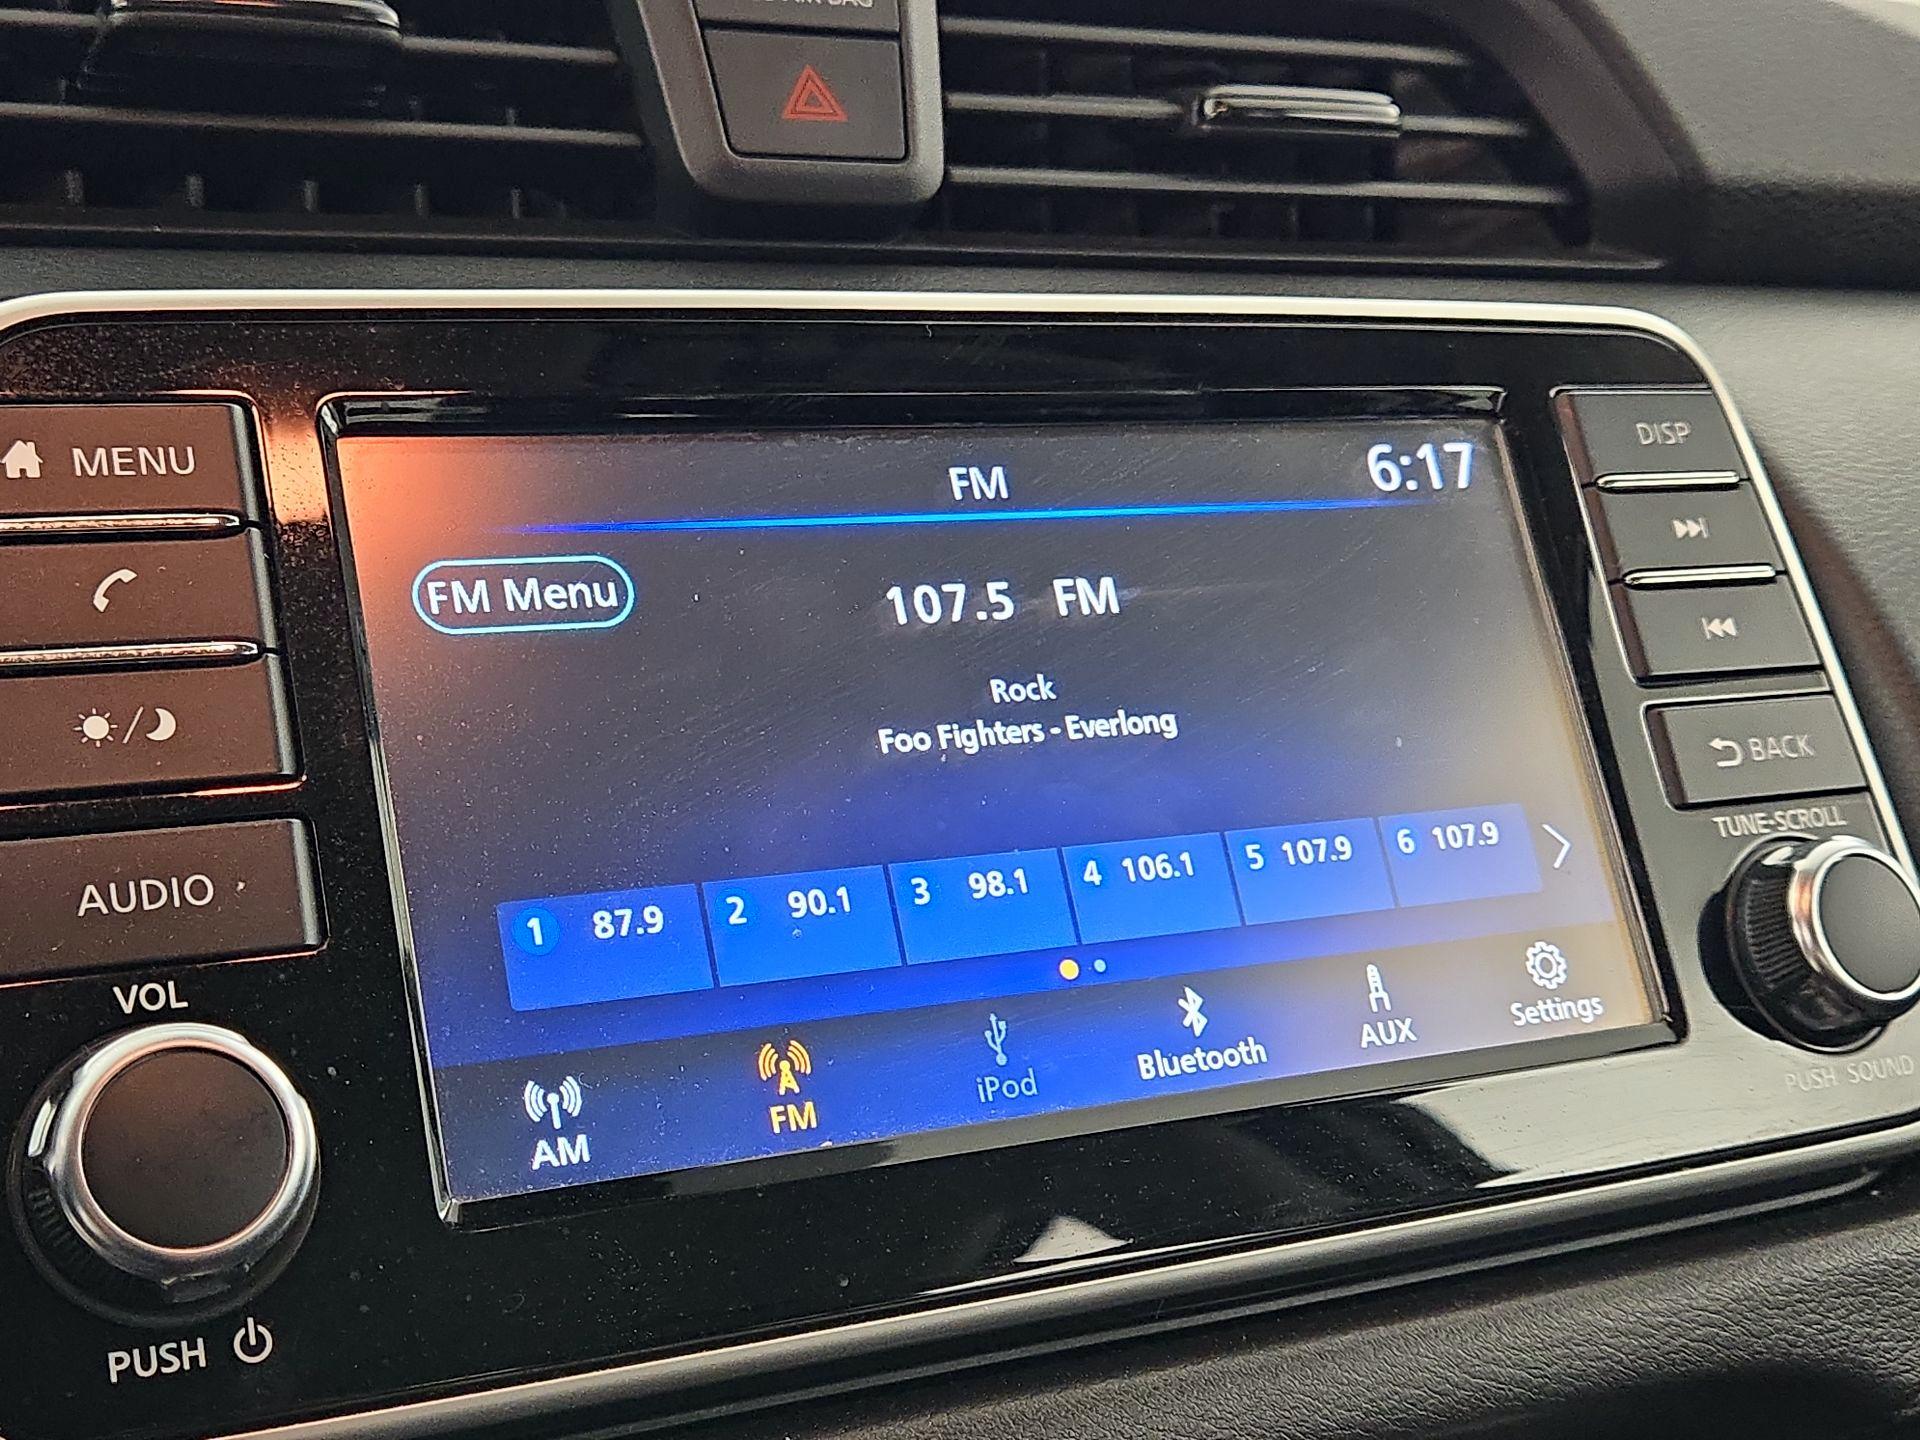 AIR BAG
MENU
AUDIO
VOL
PUSH
FM
6:17
FM Menu
107.5 FM
Rock
Foo Fighters - Everlong
1 87.9
2 90.1
3 98.1
4 106.1
5 107.9
6 107.9
AM
FM
iPod
Bluetooth
AUX
Settings
DISP
BACK
TUNE·SCROLL
PUSH SOUND